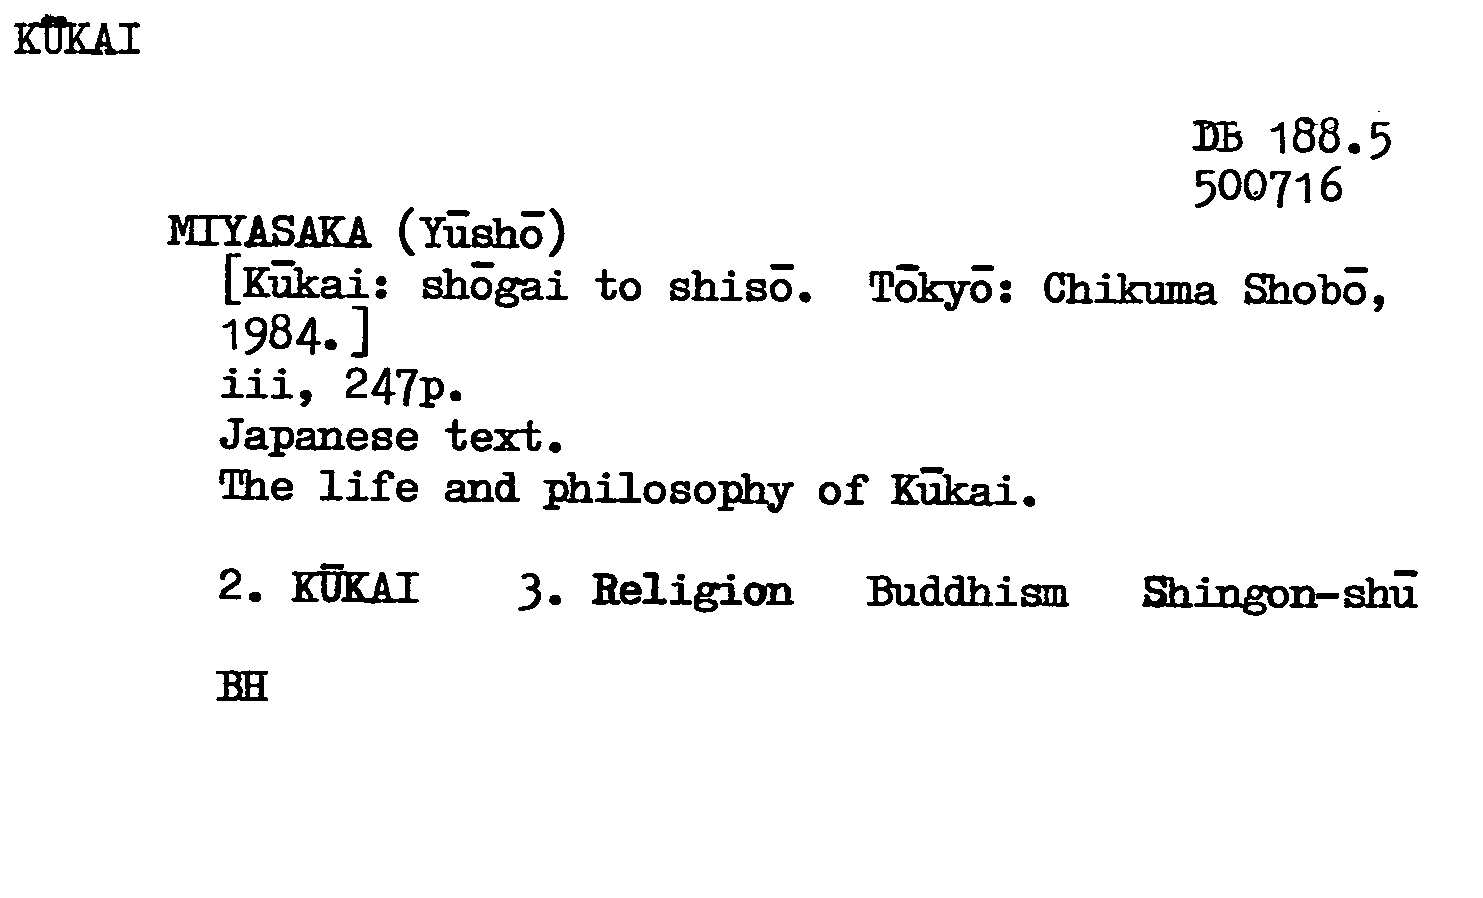 KŪKAI
DB 188.5
500716
MIYASAKA (Yūshō)
[Kūkai: shōgai to shisō. Tōkyō: Chikuma Shobō,
1984.]
iii, 247p.
Japanese text.
The life and philosophy of Kūkai.
2. KŪKAI 3. Religion Buddhism Shingon-shū
BH